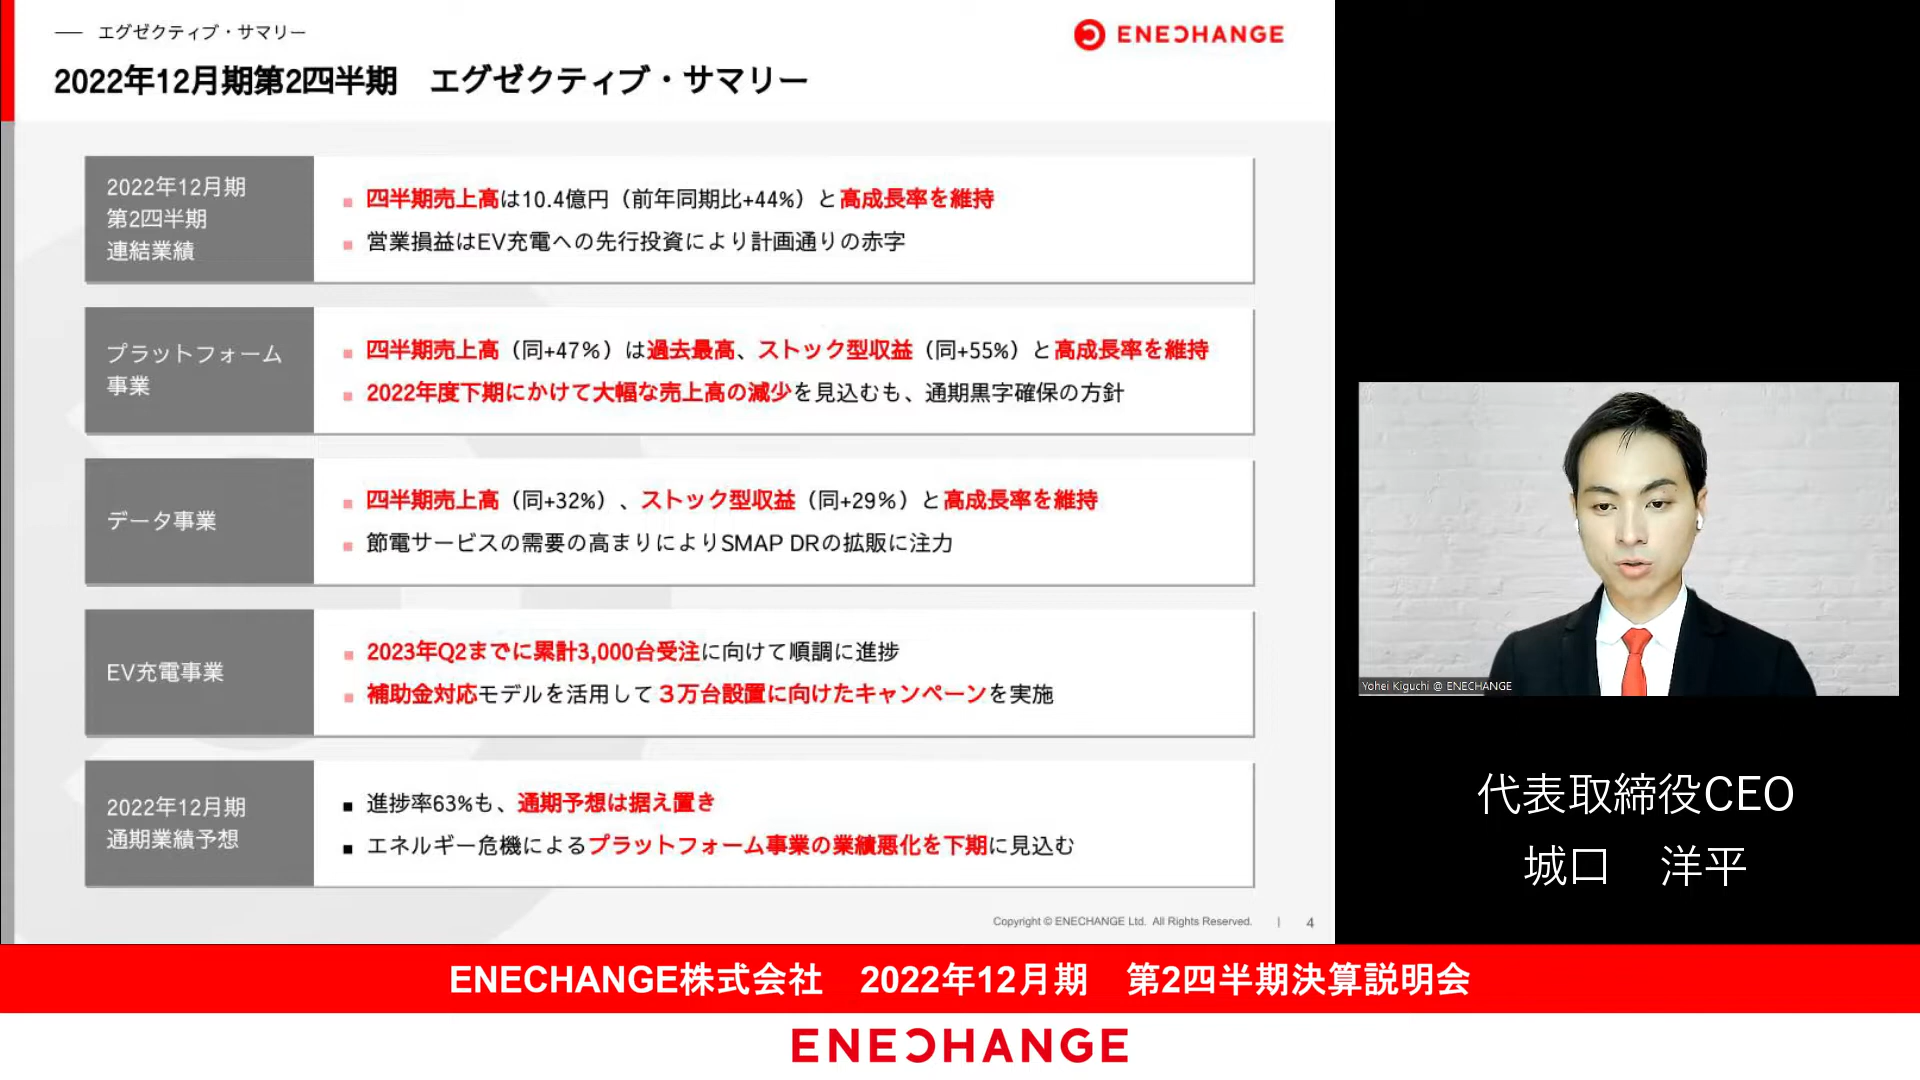 エグゼクティブ・サマリー
ENECHANGE
2022年12月期第2四半期　エグゼクティブ・サマリー
2022年12月期
第2四半期
連結業績
四半期売上高は10.4億円（前年同期比+44%）と高成長率を維持
営業損益はEV充電への先行投資により計画通りの赤字
プラットフォーム
事業
四半期売上高（同+47％）は過去最高、ストック型収益（同+55%）と高成長率を維持
2022年度下期にかけて大幅な売上高の減少を見込むも、通期黒字確保の方針
データ事業
四半期売上高（同+32%）、ストック型収益（同+29％）と高成長率を維持
節電サービスの需要の高まりによりSMAP DRの拡販に注力
EV充電事業
2023年Q2までに累計3,000台受注に向けて順調に進捗
補助金対応モデルを活用して３万台設置に向けたキャンペーンを実施
2022年12月期
通期業績予想
進捗率63%も、通期予想は据え置き
エネルギー危機によるプラットフォーム事業の業績悪化を下期に見込む
Copyright © ENECHANGE Ltd. All Rights Reserved. | 4
Yohei Kiguchi @ ENECHANGE
代表取締役CEO
城口　洋平
ENECHANGE株式会社　2022年12月期　第2四半期決算説明会
ENECHANGE